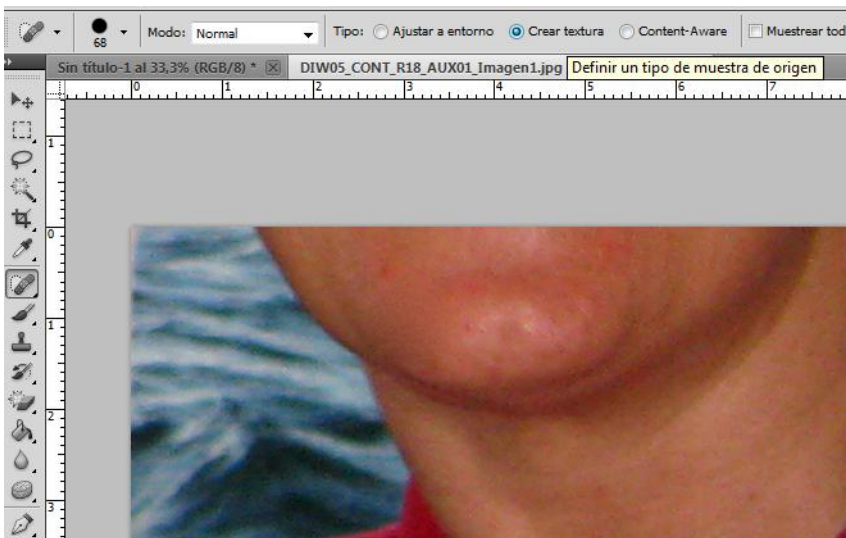 68 Modo: Normal Tipo: Ajustar a entorno Crear textura Content-Aware Muestrear tod
Sin título-1 al 33,3% (RGB/8) * DIW05_CONT_R18_AUX01_Imagen1.jpg Definir un tipo de muestra de origen
0 1 2 3 4 5 6 7
1
0
1
2
3